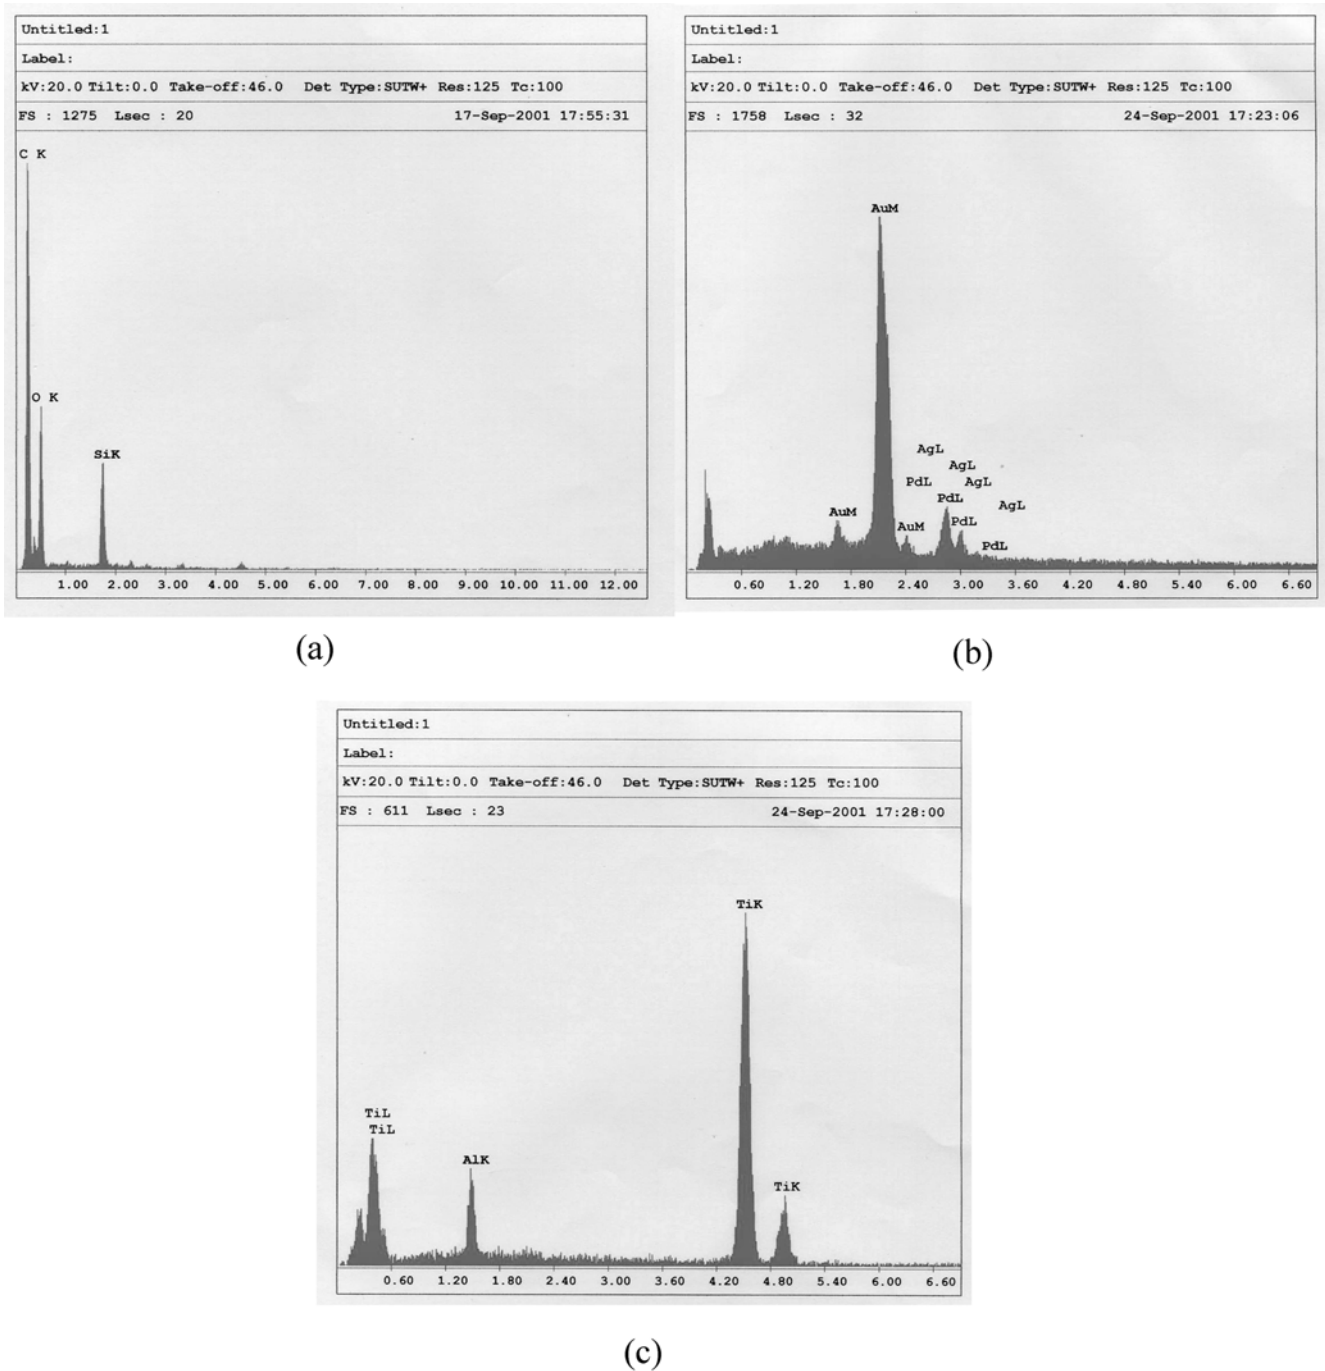 Untitled:1
Label:
kV:20.0 Tilt:0.0 Take-off:46.0 Det Type:SUTW+ Res:125 Tc:100
FS : 1275 Lsec : 20 17-Sep-2001 17:55:31
C K
O K
SiK
1.00 2.00 3.00 4.00 5.00 6.00 7.00 8.00 9.00 10.00 11.00 12.00
(a)
Untitled:1
Label:
kV:20.0 Tilt:0.0 Take-off:46.0 Det Type:SUTW+ Res:125 Tc:100
FS : 1758 Lsec : 32 24-Sep-2001 17:23:06
AuM
AgL
AgL
PdL AgL
PdL AgL
AuM PdL
AuM
PdL
0.60 1.20 1.80 2.40 3.00 3.60 4.20 4.80 5.40 6.00 6.60
(b)
Untitled:1
Label:
kV:20.0 Tilt:0.0 Take-off:46.0 Det Type:SUTW+ Res:125 Tc:100
FS : 611 Lsec : 23 24-Sep-2001 17:28:00
TiK
TiL
TiL
AlK
TiK
0.60 1.20 1.80 2.40 3.00 3.60 4.20 4.80 5.40 6.00 6.60
(c)